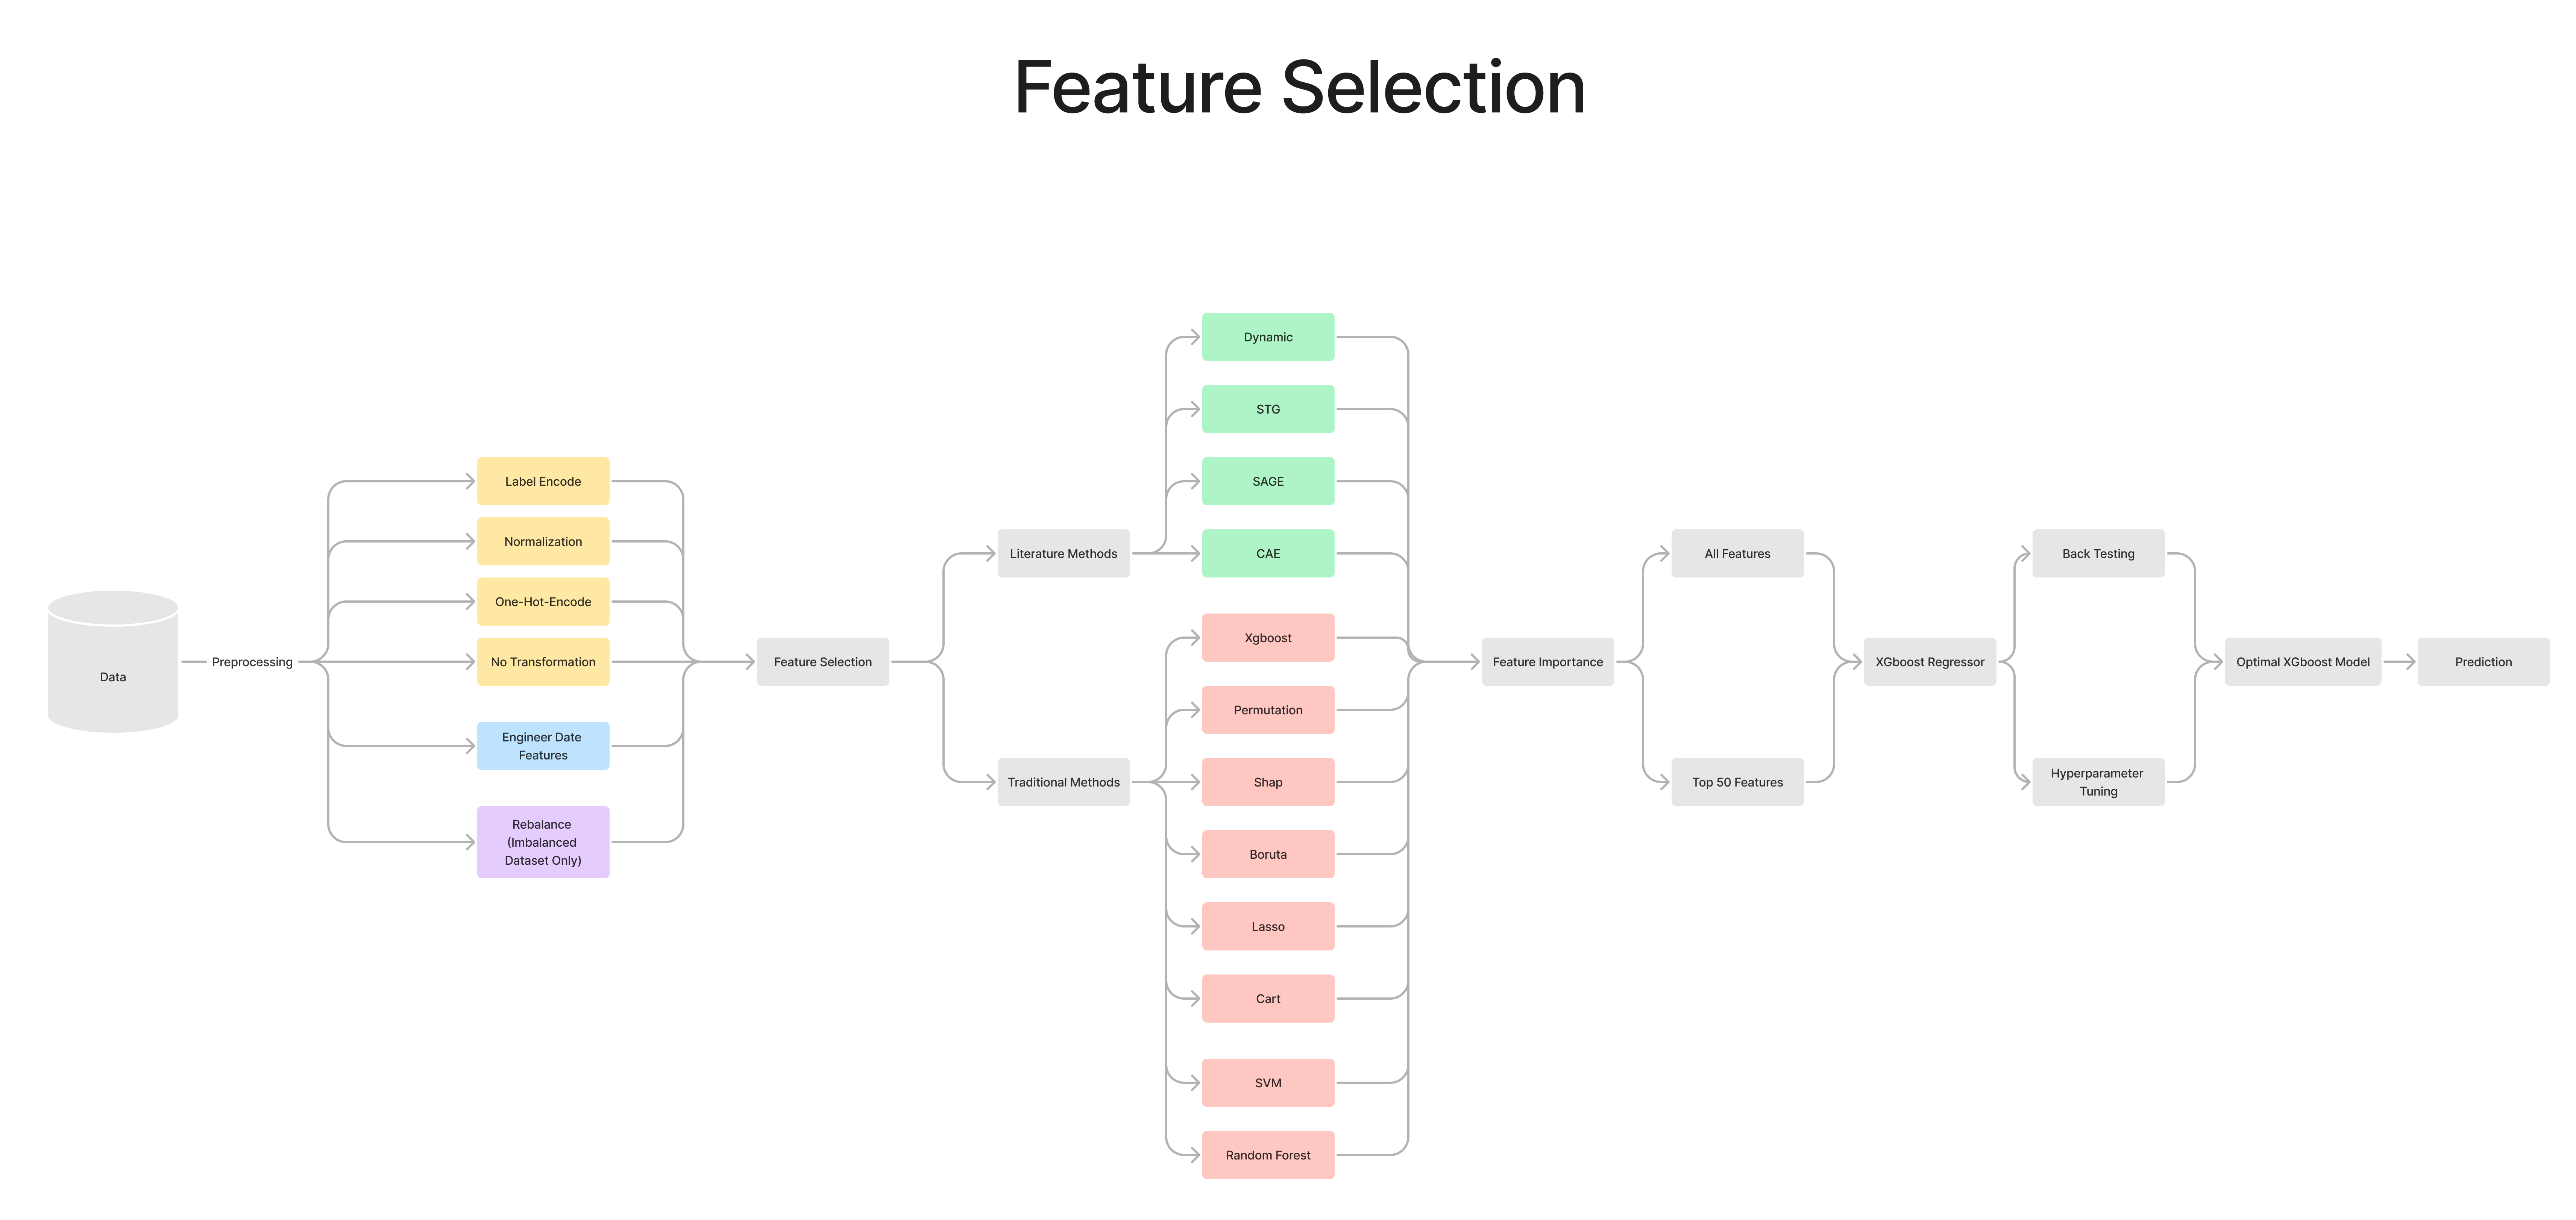 Feature Selection
Data
Preprocessing
Label Encode
Normalization
One-Hot-Encode
No Transformation
Engineer Date
Features
Rebalance
(Imbalanced
Dataset Only)
Feature Selection
Literature Methods
Traditional Methods
Dynamic
STG
SAGE
CAE
Xgboost
Permutation
Shap
Boruta
Lasso
Cart
SVM
Random Forest
Feature Importance
All Features
Top 50 Features
XGboost Regressor
Back Testing
Hyperparameter
Tuning
Optimal XGboost Model
Prediction